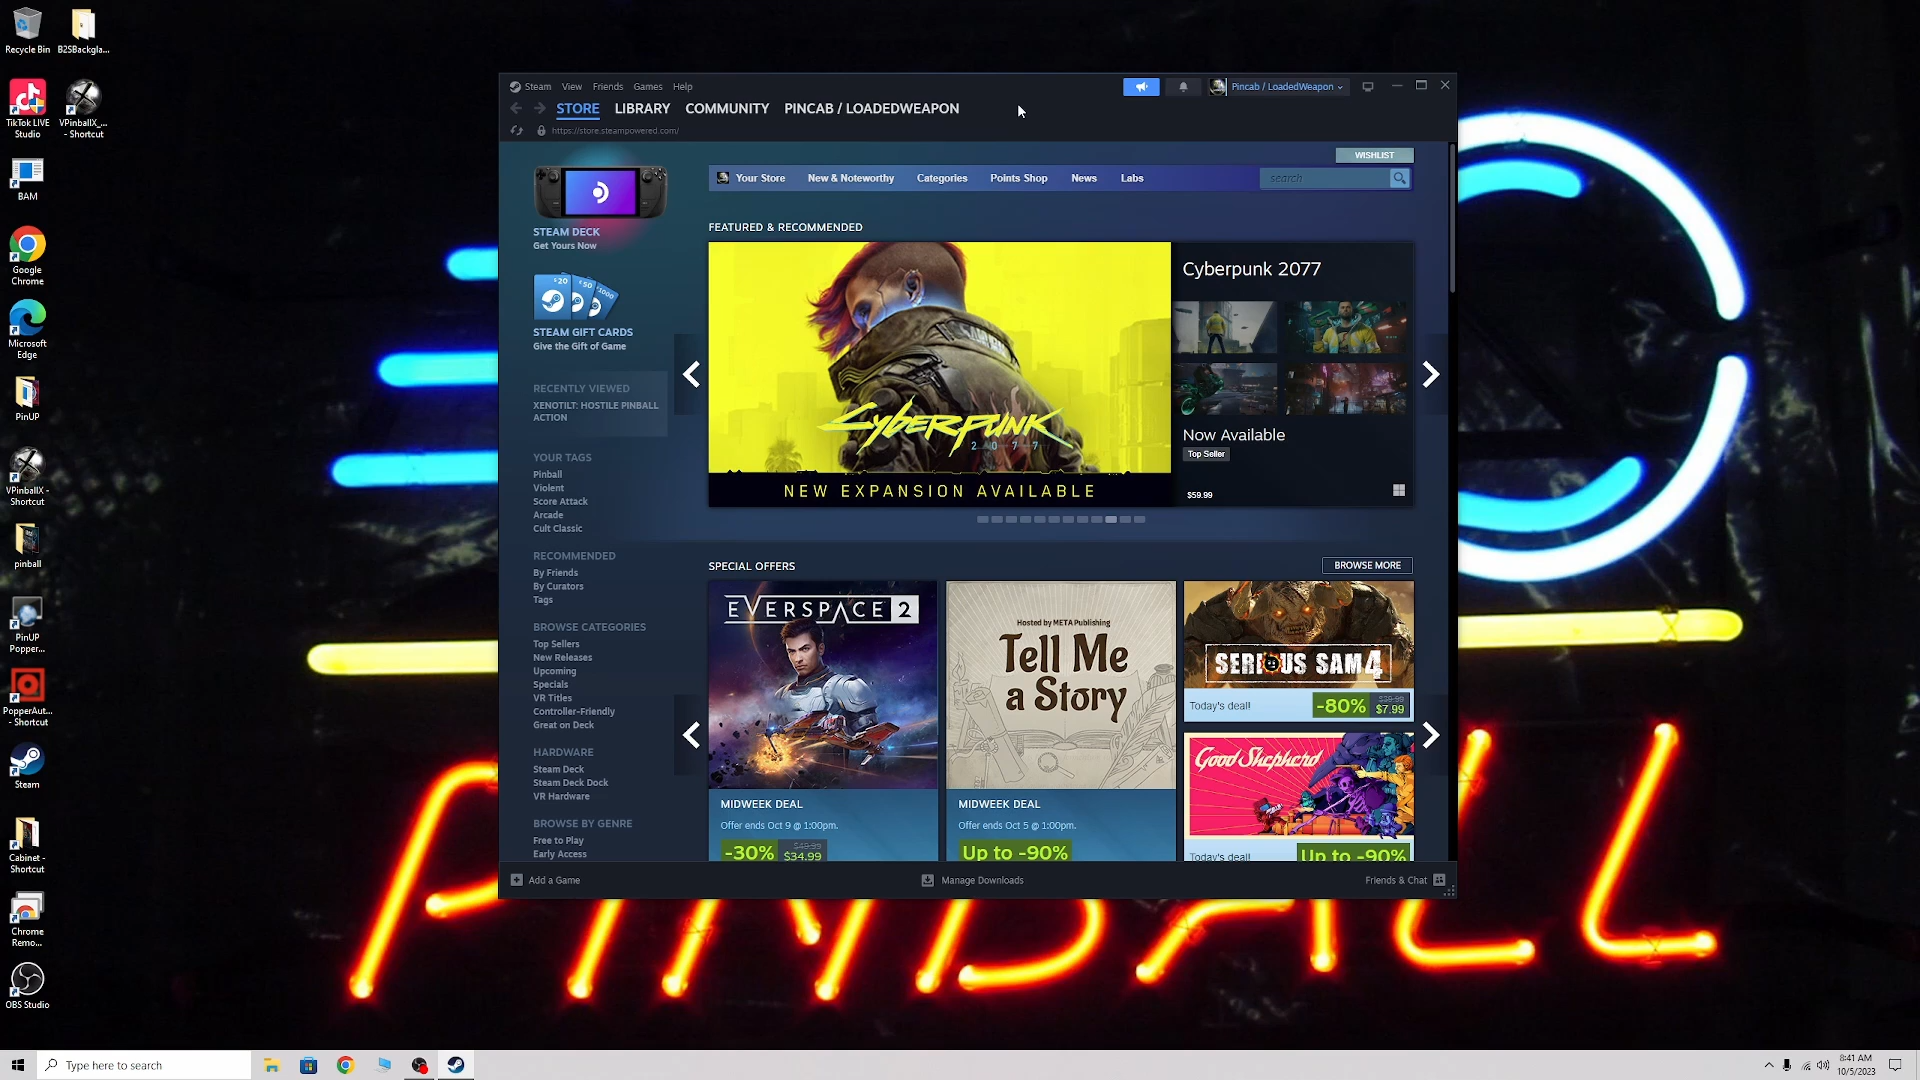 Recycle Bin
B2SBackgla...
TikTok LIVE
Studio
VPinballX_...
- Shortcut
BAM
Google
Chrome
Microsoft
Edge
PinUP
VPinballX -
Shortcut
pinball
PinUP
Popper...
PopperAut...
- Shortcut
Steam
Cabinet -
Shortcut
Chrome
Remo...
OBS Studio
Steam View Friends Games Help
Pincab / LoadedWeapon
STORE LIBRARY COMMUNITY PINCAB / LOADEDWEAPON
https://store.steampowered.com/
WISHLIST
Your Store New & Noteworthy Categories Points Shop News Labs
search
STEAM DECK
Get Yours Now
$20 $50 $1000
STEAM GIFT CARDS
Give the Gift of Game
RECENTLY VIEWED
XENOTILT: HOSTILE PINBALL
ACTION
YOUR TAGS
Pinball
Violent
Score Attack
Arcade
Cult Classic
RECOMMENDED
By Friends
By Curators
Tags
BROWSE CATEGORIES
Top Sellers
New Releases
Upcoming
Specials
VR Titles
Controller-Friendly
Great on Deck
HARDWARE
Steam Deck
Steam Deck Dock
VR Hardware
BROWSE BY GENRE
Free to Play
Early Access
FEATURED & RECOMMENDED
Cyberpunk
2077
NEW EXPANSION AVAILABLE
Cyberpunk 2077
Now Available
Top Seller
$59.99
SPECIAL OFFERS
BROWSE MORE
EVERSPACE 2
MIDWEEK DEAL
Offer ends Oct 9 @ 1:00pm.
-30% $49.99
$34.99
Hosted by META Publishing
Tell Me
a Story
MIDWEEK DEAL
Offer ends Oct 5 @ 1:00pm.
Up to -90%
SERIOUS SAM 4
Today's deal! -80% $39.99
$7.99
Good Shepherd
Today's deal! Up to -90%
Add a Game
Manage Downloads
Friends & Chat
PINBALL
Type here to search
8:41 AM
10/5/2023